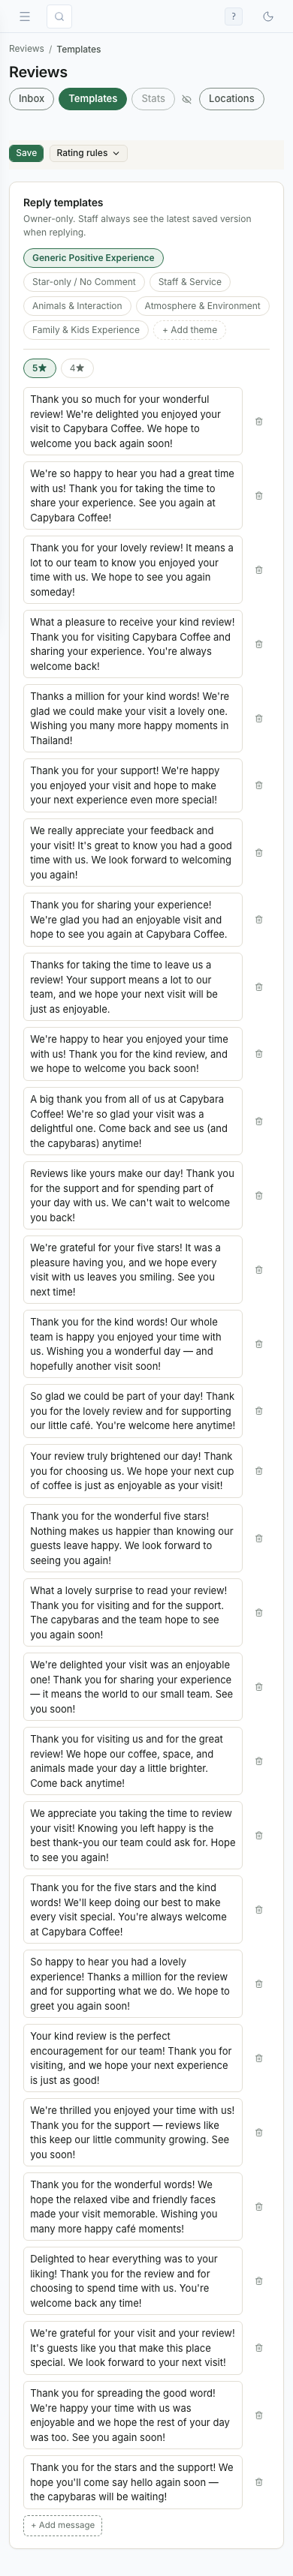 ?
Reviews / Templates
Reviews
Inbox
Templates
Stats
Locations
Save
Rating rules
Reply templates
Owner-only. Staff always see the latest saved version
when replying.
Generic Positive Experience
Star-only / No Comment
Staff & Service
Animals & Interaction
Atmosphere & Environment
Family & Kids Experience
+ Add theme
5★
4★
Thank you so much for your wonderful
review! We're delighted you enjoyed your
visit to Capybara Coffee. We hope to
welcome you back again soon!
We're so happy to hear you had a great time
with us! Thank you for taking the time to
share your experience. See you again at
Capybara Coffee!
Thank you for your lovely review! It means a
lot to our team to know you enjoyed your
time with us. We hope to see you again
someday!
What a pleasure to receive your kind review!
Thank you for visiting Capybara Coffee and
sharing your experience. You're always
welcome back!
Thanks a million for your kind words! We're
glad we could make your visit a lovely one.
Wishing you many more happy moments in
Thailand!
Thank you for your support! We're happy
you enjoyed your visit and hope to make
your next experience even more special!
We really appreciate your feedback and
your visit! It's great to know you had a good
time with us. We look forward to welcoming
you again!
Thank you for sharing your experience!
We're glad you had an enjoyable visit and
hope to see you again at Capybara Coffee.
Thanks for taking the time to leave us a
review! Your support means a lot to our
team, and we hope your next visit will be
just as enjoyable.
We're happy to hear you enjoyed your time
with us! Thank you for the kind review, and
we hope to welcome you back soon!
A big thank you from all of us at Capybara
Coffee! We're so glad your visit was a
delightful one. Come back and see us (and
the capybaras) anytime!
Reviews like yours make our day! Thank you
for the support and for spending part of
your day with us. We can't wait to welcome
you back!
We're grateful for your five stars! It was a
pleasure having you, and we hope every
visit with us leaves you smiling. See you
next time!
Thank you for the kind words! Our whole
team is happy you enjoyed your time with
us. Wishing you a wonderful day — and
hopefully another visit soon!
So glad we could be part of your day! Thank
you for the lovely review and for supporting
our little café. You're welcome here anytime!
Your review truly brightened our day! Thank
you for choosing us. We hope your next cup
of coffee is just as enjoyable as your visit!
Thank you for the wonderful five stars!
Nothing makes us happier than knowing our
guests leave happy. We look forward to
seeing you again!
What a lovely surprise to read your review!
Thank you for visiting and for the support.
The capybaras and the team hope to see
you again soon!
We're delighted your visit was an enjoyable
one! Thank you for sharing your experience
— it means the world to our small team. See
you soon!
Thank you for visiting us and for the great
review! We hope our coffee, space, and
animals made your day a little brighter.
Come back anytime!
We appreciate you taking the time to review
your visit! Knowing you left happy is the
best thank-you our team could ask for. Hope
to see you again!
Thank you for the five stars and the kind
words! We'll keep doing our best to make
every visit special. You're always welcome
at Capybara Coffee!
So happy to hear you had a lovely
experience! Thanks a million for the review
and for supporting what we do. We hope to
greet you again soon!
Your kind review is the perfect
encouragement for our team! Thank you for
visiting, and we hope your next experience
is just as good!
We're thrilled you enjoyed your time with us!
Thank you for the support — reviews like
this keep our little community growing. See
you soon!
Thank you for the wonderful words! We
hope the relaxed vibe and friendly faces
made your visit memorable. Wishing you
many more happy café moments!
Delighted to hear everything was to your
liking! Thank you for the review and for
choosing to spend time with us. You're
welcome back any time!
We're grateful for your visit and your review!
It's guests like you that make this place
special. We look forward to your next visit!
Thank you for spreading the good word!
We're happy your time with us was
enjoyable and we hope the rest of your day
was too. See you again soon!
Thank you for the stars and the support! We
hope you'll come say hello again soon —
the capybaras will be waiting!
+ Add message